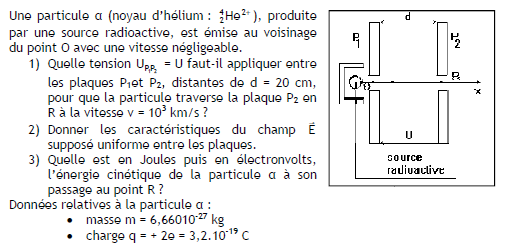 Une particule α (noyau d'hélium : ⁴₂He²⁺), produite
par une source radioactive, est émise au voisinage
du point O avec une vitesse négligeable.
1) Quelle tension U_P₁P₂ = U faut-il appliquer entre
les plaques P₁et P₂, distantes de d = 20 cm,
pour que la particule traverse la plaque P₂ en
R à la vitesse v = 10³ km/s ?
2) Donner les caractéristiques du champ E⃗
supposé uniforme entre les plaques.
3) Quelle est en Joules puis en électronvolts,
l'énergie cinétique de la particule α à son
passage au point R ?
Données relatives à la particule α :
• masse m = 6,66010⁻²⁷ kg
• charge q = + 2e = 3,2.10⁻¹⁹ C
d
P₁
P₂
O
R
x
U
source
radiuactive